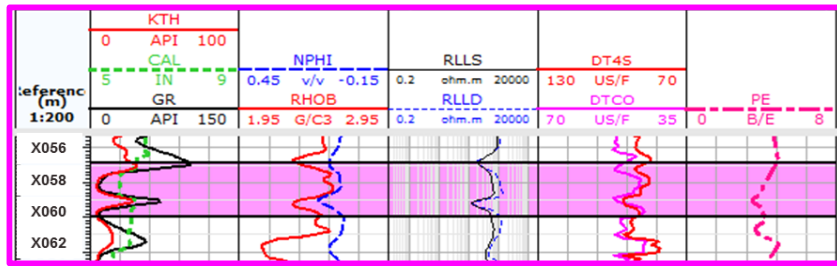 KTH
0 API 100
CAL
5 IN 9
GR
0 API 150
NPHI
0.45 v/v -0.15
RHOB
1.95 G/C3 2.95
RLLS
0.2 ohm.m 20000
RLLD
0.2 ohm.m 20000
DT4S
130 US/F 70
DTCO
70 US/F 35
PE
0 B/E 8
eferenc
(m)
1:200
X056
X058
X060
X062